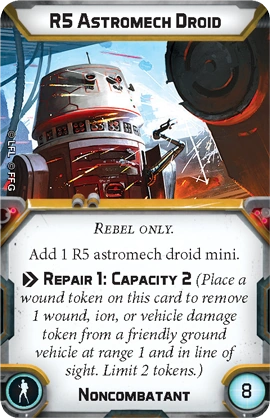 R5 Astromech Droid
© LFL © FFG
Rebel only.
Add 1 R5 astromech droid mini.
Repair 1: Capacity 2 (Place a
wound token on this card to remove
1 wound, ion, or vehicle damage
token from a friendly ground
vehicle at range 1 and in line of
sight. Limit 2 tokens.)
Noncombatant
8